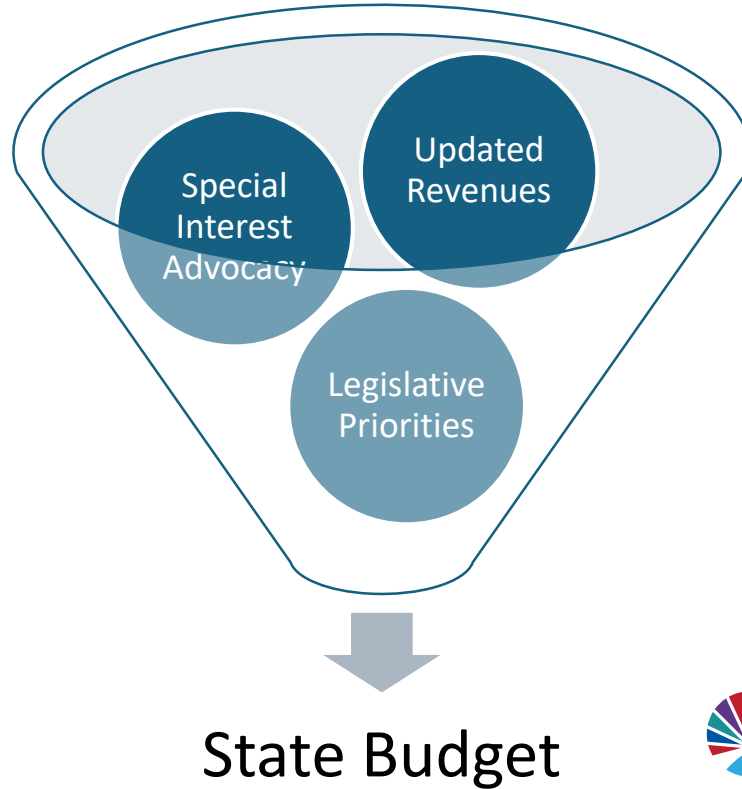 Updated
Revenues
Special
Interest
Advocacy
Legislative
Priorities
State Budget